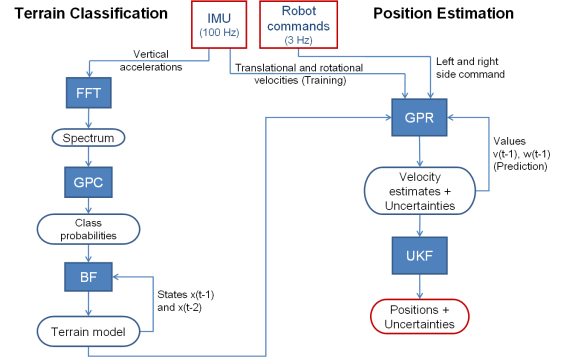 Terrain Classification
IMU
(100 Hz)
Robot
commands
(3 Hz)
Position Estimation
Vertical
accelerations
Translational and rotational
velocities (Training)
Left and right
side command
FFT
Spectrum
GPC
Class
probabilities
BF
States x(t-1)
and x(t-2)
Terrain model
GPR
Values
v(t-1), w(t-1)
(Prediction)
Velocity
estimates +
Uncertainties
UKF
Positions +
Uncertainties